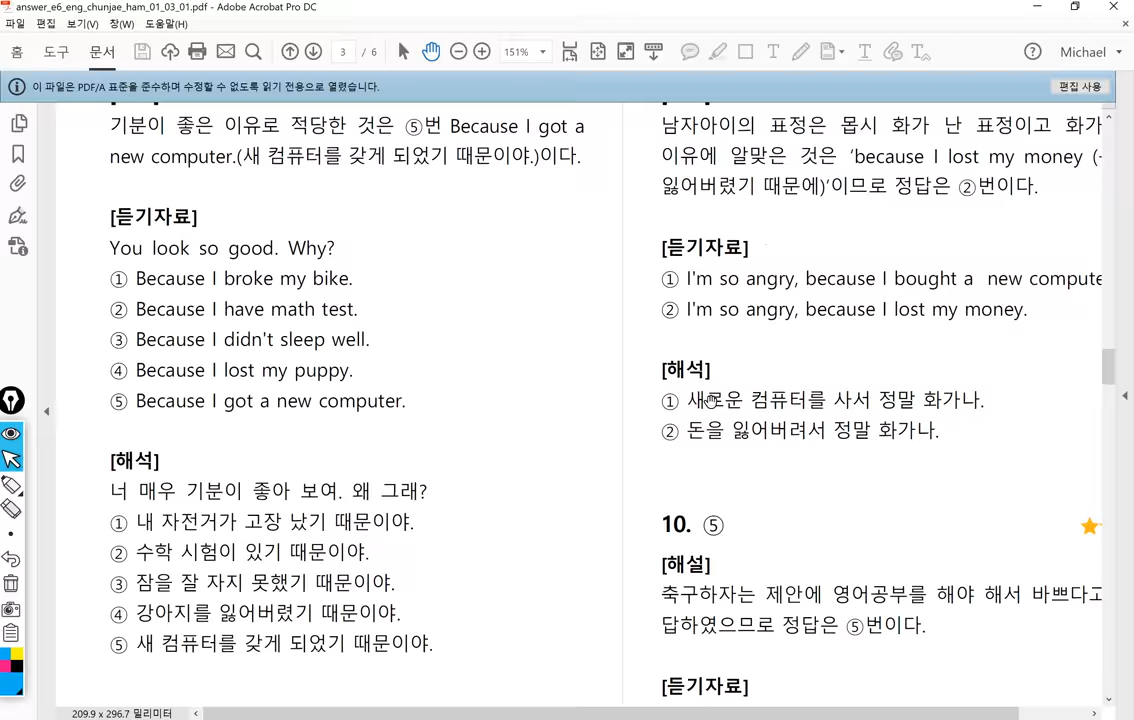 answer_e6_eng_chunjae_ham_01_03_01.pdf - Adobe Acrobat Pro DC
파일 편집 보기(V) 창(W) 도움말(H)
홈 도구 문서 3 / 6 151% Michael
이 파일은 PDF/A 표준을 준수하며 수정할 수 없도록 읽기 전용으로 열렸습니다. 편집 사용
기분이 좋은 이유로 적당한 것은 ⑤번 Because I got a
new computer.(새 컴퓨터를 갖게 되었기 때문이야.)이다.
[듣기자료]
You look so good. Why?
① Because I broke my bike.
② Because I have math test.
③ Because I didn't sleep well.
④ Because I lost my puppy.
⑤ Because I got a new computer.
[해석]
너 매우 기분이 좋아 보여. 왜 그래?
① 내 자전거가 고장 났기 때문이야.
② 수학 시험이 있기 때문이야.
③ 잠을 잘 자지 못했기 때문이야.
④ 강아지를 잃어버렸기 때문이야.
⑤ 새 컴퓨터를 갖게 되었기 때문이야.
남자아이의 표정은 몹시 화가 난 표정이고 화가
이유에 알맞은 것은 'because I lost my money (
잃어버렸기 때문에)'이므로 정답은 ②번이다.
[듣기자료]
① I'm so angry, because I bought a new compute
② I'm so angry, because I lost my money.
[해석]
① 새로운 컴퓨터를 사서 정말 화가나.
② 돈을 잃어버려서 정말 화가나.
10. ⑤
[해설]
축구하자는 제안에 영어공부를 해야 해서 바쁘다고
답하였으므로 정답은 ⑤번이다.
[듣기자료]
209.9 x 296.7 밀리미터